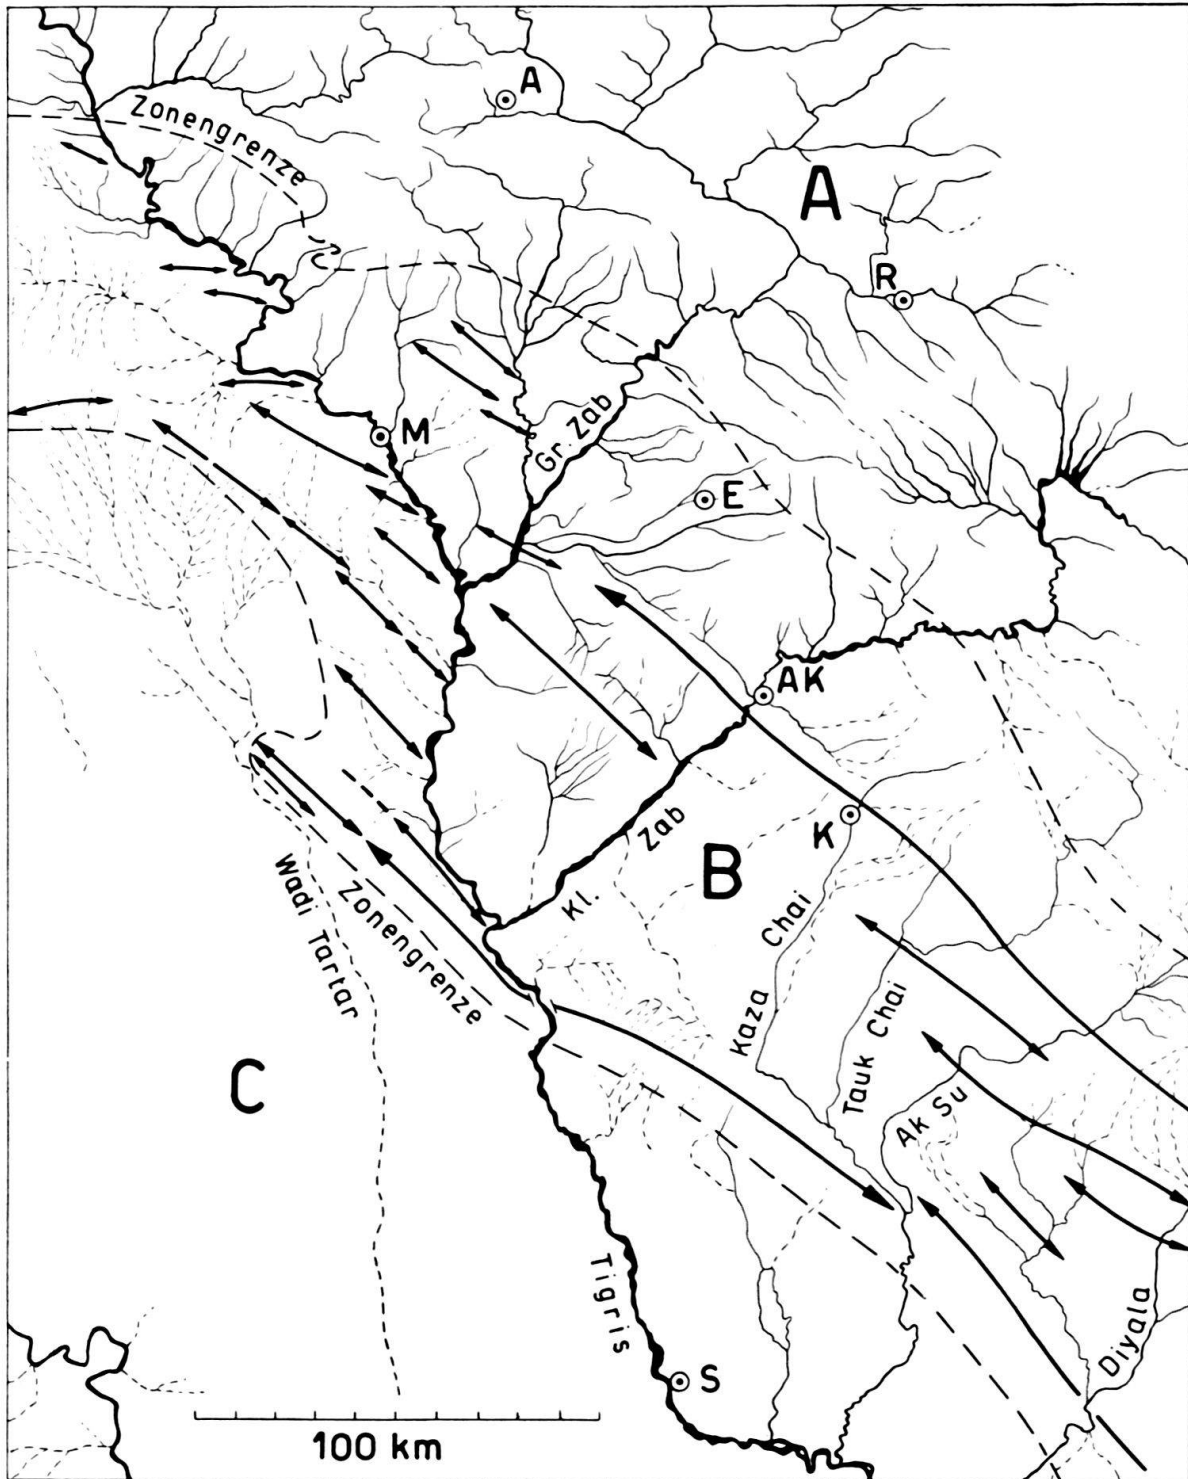 A
Zonengrenze
A
R
M
Gr. Zab
E
AK
K
Zab
B
Kl.
Wadi Tartar
Zonengrenze
Kaza Chai
Tauk Chai
Ak Su
C
Tigris
Diyala
S
100 km